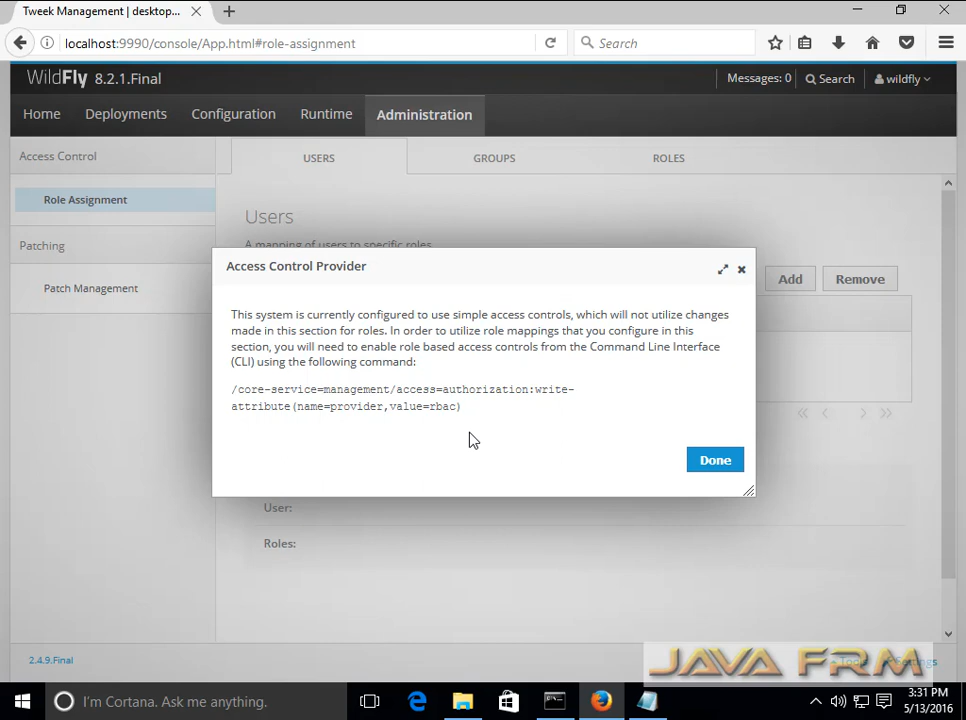 Tweek Management | desktop...
localhost:9990/console/App.html#role-assignment
Search
WildFly 8.2.1.Final
Messages: 0
Search
wildfly
Home
Deployments
Configuration
Runtime
Administration
Access Control
USERS
GROUPS
ROLES
Role Assignment
Users
Patching
A mapping of users to specific roles.
Access Control Provider
Add
Remove
Patch Management
This system is currently configured to use simple access controls, which will not utilize changes
made in this section for roles. In order to utilize role mappings that you configure in this
section, you will need to enable role based access controls from the Command Line Interface
(CLI) using the following command:
/core-service=management/access=authorization:write-
attribute(name=provider,value=rbac)
Done
User:
Roles:
2.4.9.Final
Tools
Settings
JAVA FRM
I'm Cortana. Ask me anything.
3:31 PM
5/13/2016